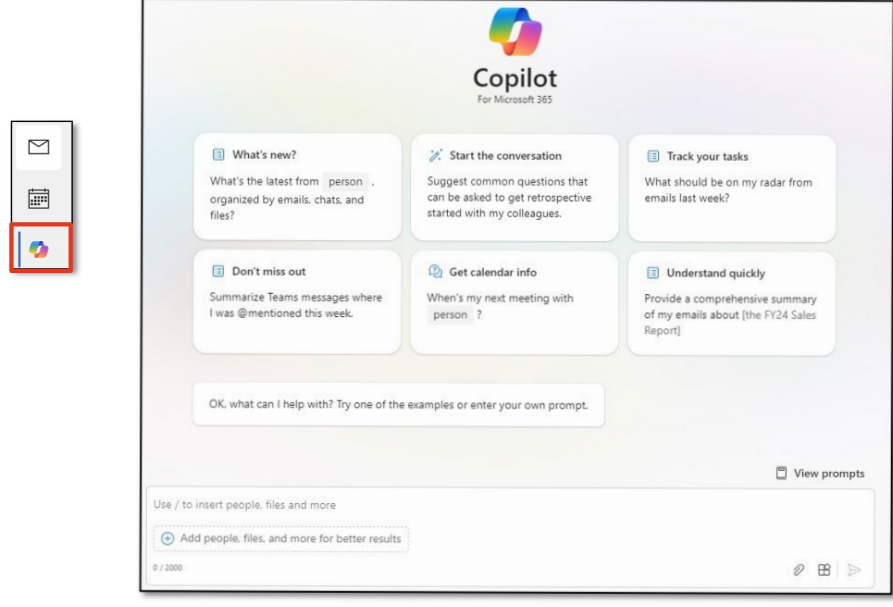 Copilot
For Microsoft 365
What's new?
What's the latest from person ,
organized by emails, chats, and
files?
Start the conversation
Suggest common questions that
can be asked to get retrospective
started with my colleagues.
Track your tasks
What should be on my radar from
emails last week?
Don't miss out
Summarize Teams messages where
I was @mentioned this week.
Get calendar info
When's my next meeting with
person ?
Understand quickly
Provide a comprehensive summary
of my emails about [the FY24 Sales
Report]
OK, what can I help with? Try one of the examples or enter your own prompt.
View prompts
Use / to insert people, files and more
Add people, files, and more for better results
0 / 2000